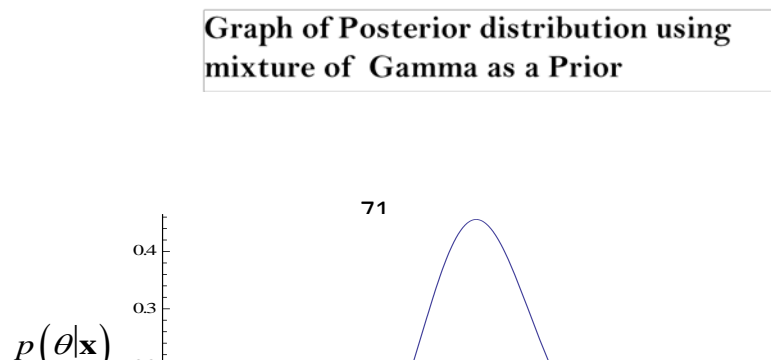 Graph of Posterior distribution using
mixture of Gamma as a Prior
71
0.4
0.3
p(θ|x)